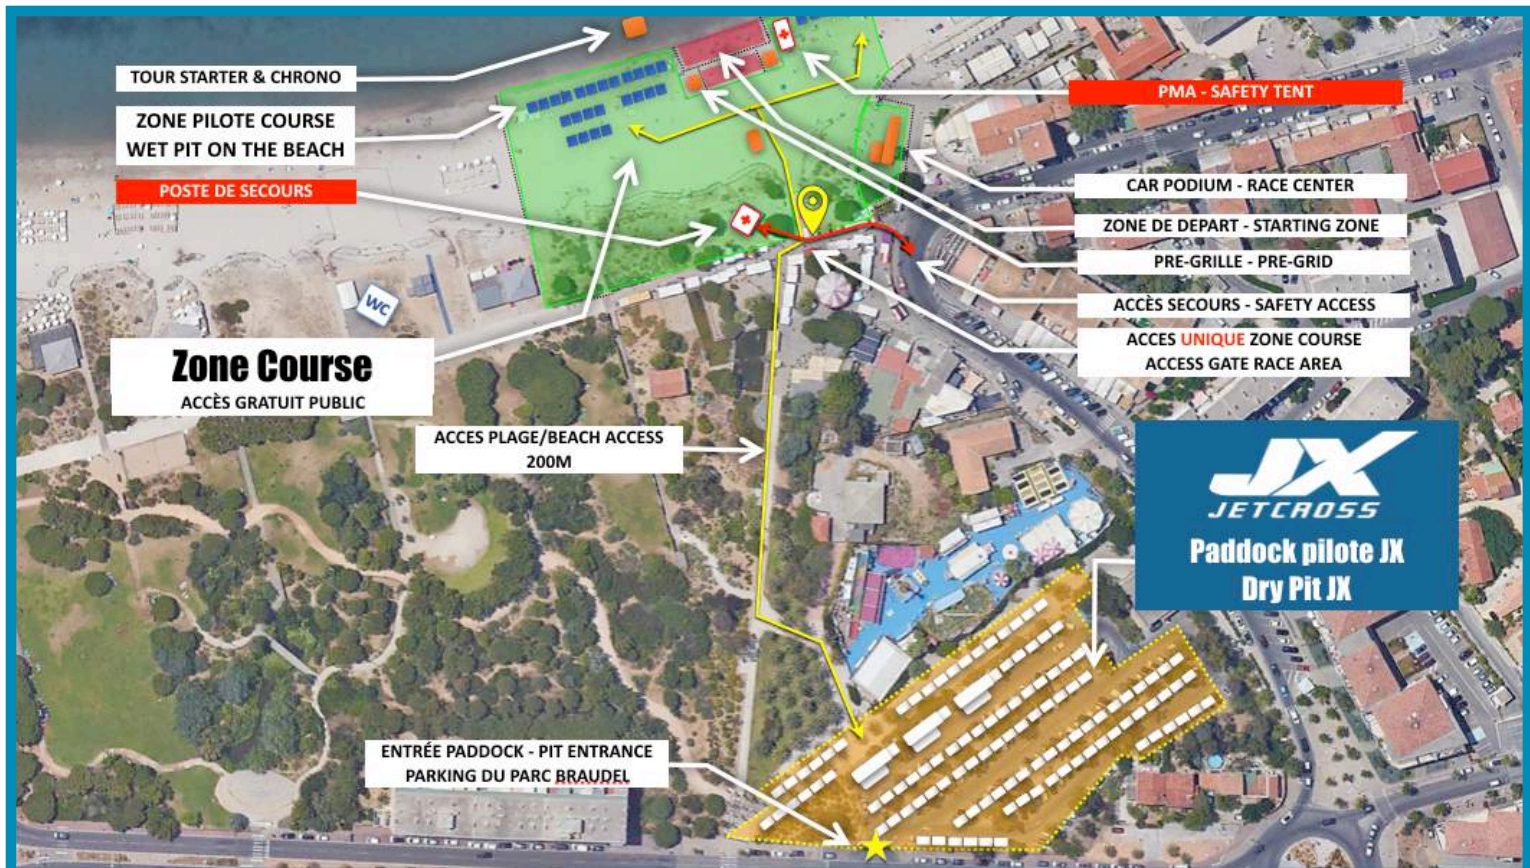 TOUR STARTER & CHRONO
ZONE PILOTE COURSE
WET PIT ON THE BEACH
POSTE DE SECOURS
WC
Zone Course
ACCÈS GRATUIT PUBLIC
ACCES PLAGE/BEACH ACCESS
200M
ENTRÉE PADDOCK - PIT ENTRANCE
PARKING DU PARC BRAUDEL
PMA - SAFETY TENT
CAR PODIUM - RACE CENTER
ZONE DE DEPART - STARTING ZONE
PRE-GRILLE - PRE-GRID
ACCÈS SECOURS - SAFETY ACCESS
ACCES UNIQUE ZONE COURSE
ACCESS GATE RACE AREA
JX
JETCROSS
Paddock pilote JX
Dry Pit JX